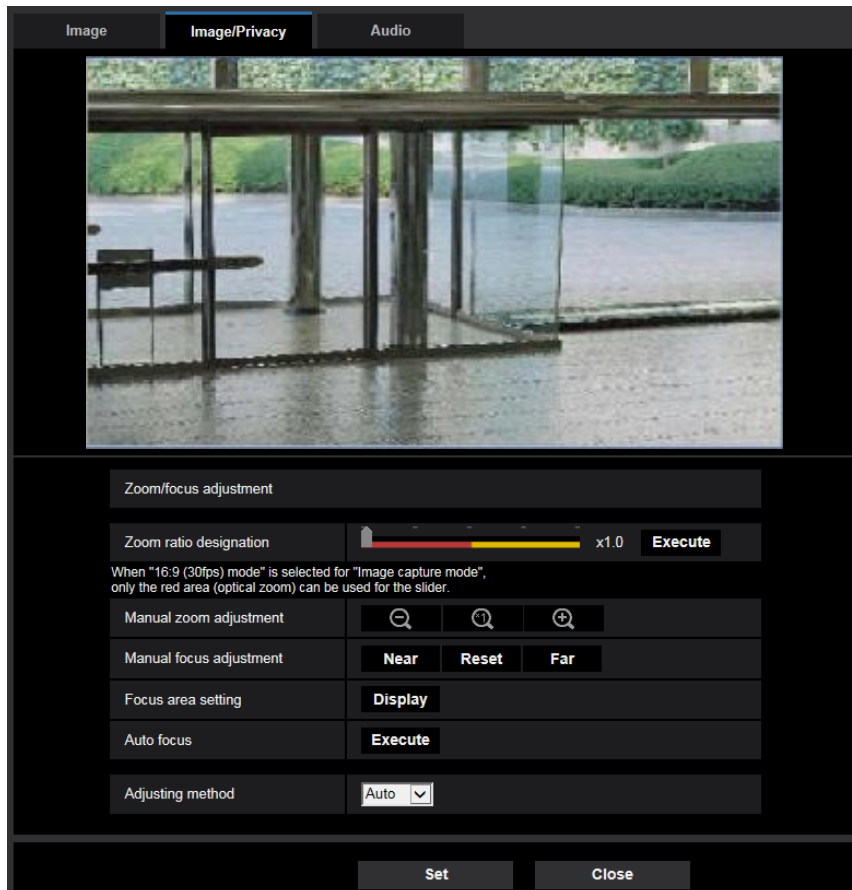 Image Image/Privacy Audio
Zoom/focus adjustment
Zoom ratio designation x1.0 Execute
When "16:9 (30fps) mode" is selected for "Image capture mode",
only the red area (optical zoom) can be used for the slider.
Manual zoom adjustment ×1
Manual focus adjustment Near Reset Far
Focus area setting Display
Auto focus Execute
Adjusting method Auto
Set Close